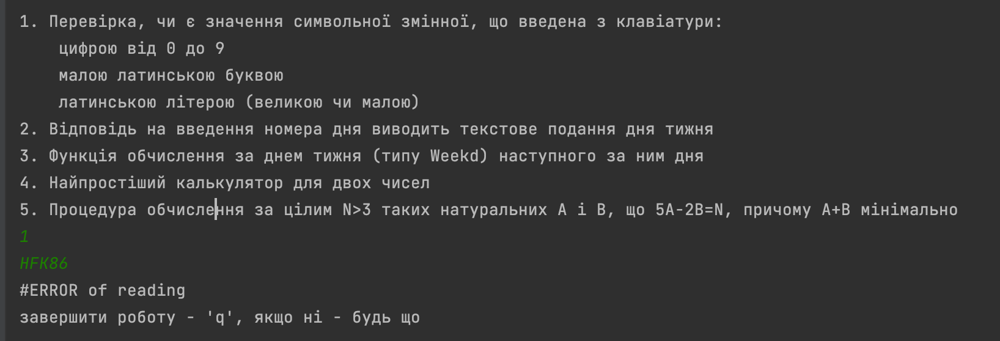 1. Перевірка, чи є значення символьної змінної, що введена з клавіатури:
цифрою від 0 до 9
малою латинською буквою
латинською літерою (великою чи малою)
2. Відповідь на введення номера дня виводить текстове подання дня тижня
3. Функція обчислення за днем тижня (типу Weekd) наступного за ним дня
4. Найпростіший калькулятор для двох чисел
5. Процедура обчислення за цілим N>3 таких натуральних A і B, що 5A-2B=N, причому A+B мінімально
1
HFK86
#ERROR of reading
завершити роботу - 'q', якщо ні - будь що